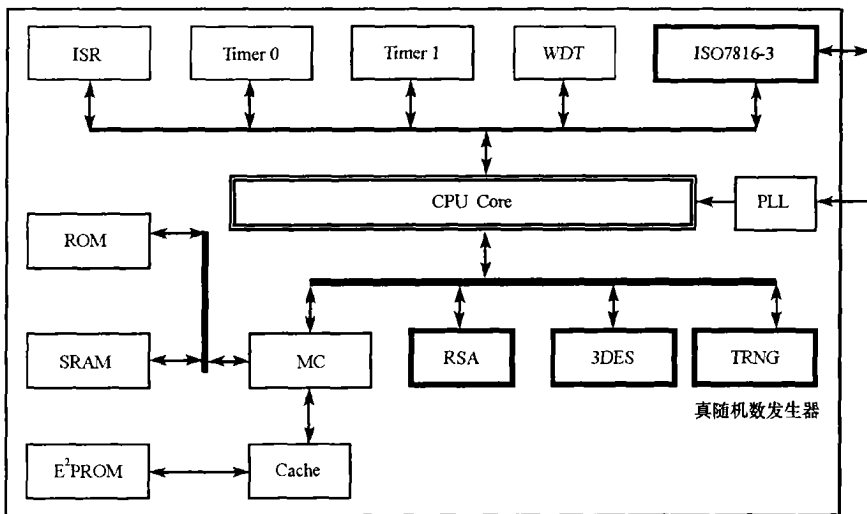 ISR
Timer 0
Timer 1
WDT
ISO7816-3
CPU Core
PLL
ROM
SRAM
MC
RSA
3DES
TRNG
真随机数发生器
E²PROM
Cache